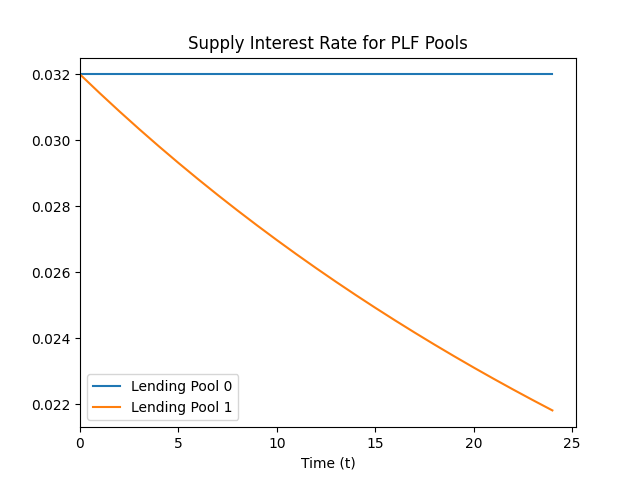 Supply Interest Rate for PLF Pools
0.032
0.030
0.028
0.026
0.024
0.022
Lending Pool 0
Lending Pool 1
0 5 10 15 20 25
Time (t)